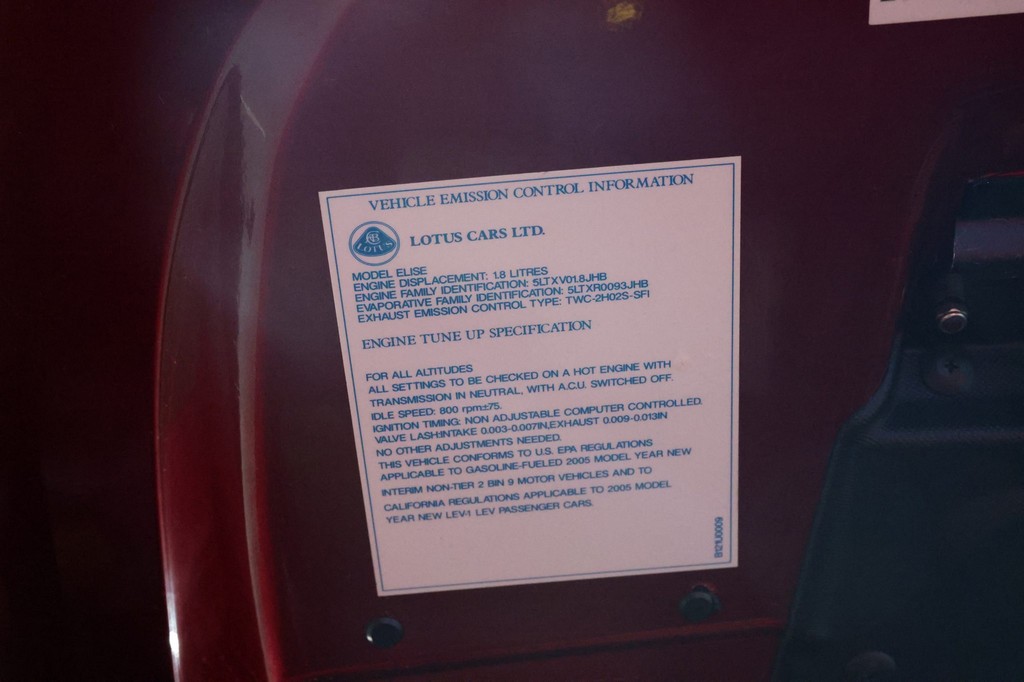 VEHICLE EMISSION CONTROL INFORMATION
LOTUS
LOTUS CARS LTD.
MODEL ELISE
ENGINE DISPLACEMENT: 1.8 LITRES
ENGINE FAMILY IDENTIFICATION: 5LTXV01.8JHB
EVAPORATIVE FAMILY IDENTIFICATION: 5LTXR0093JHB
EXHAUST EMISSION CONTROL TYPE: TWC-2HO2S-SFI
ENGINE TUNE UP SPECIFICATION
FOR ALL ALTITUDES
ALL SETTINGS TO BE CHECKED ON A HOT ENGINE WITH
TRANSMISSION IN NEUTRAL, WITH A.C.U. SWITCHED OFF.
IDLE SPEED: 800 rpm±75.
IGNITION TIMING: NON ADJUSTABLE COMPUTER CONTROLLED.
VALVE LASH:INTAKE 0.003-0.007IN,EXHAUST 0.009-0.013IN
NO OTHER ADJUSTMENTS NEEDED.
THIS VEHICLE CONFORMS TO U.S. EPA REGULATIONS
APPLICABLE TO GASOLINE-FUELED 2005 MODEL YEAR NEW
INTERIM NON-TIER 2 BIN 9 MOTOR VEHICLES AND TO
CALIFORNIA REGULATIONS APPLICABLE TO 2005 MODEL
YEAR NEW LEV-1 LEV PASSENGER CARS.
B121U0009